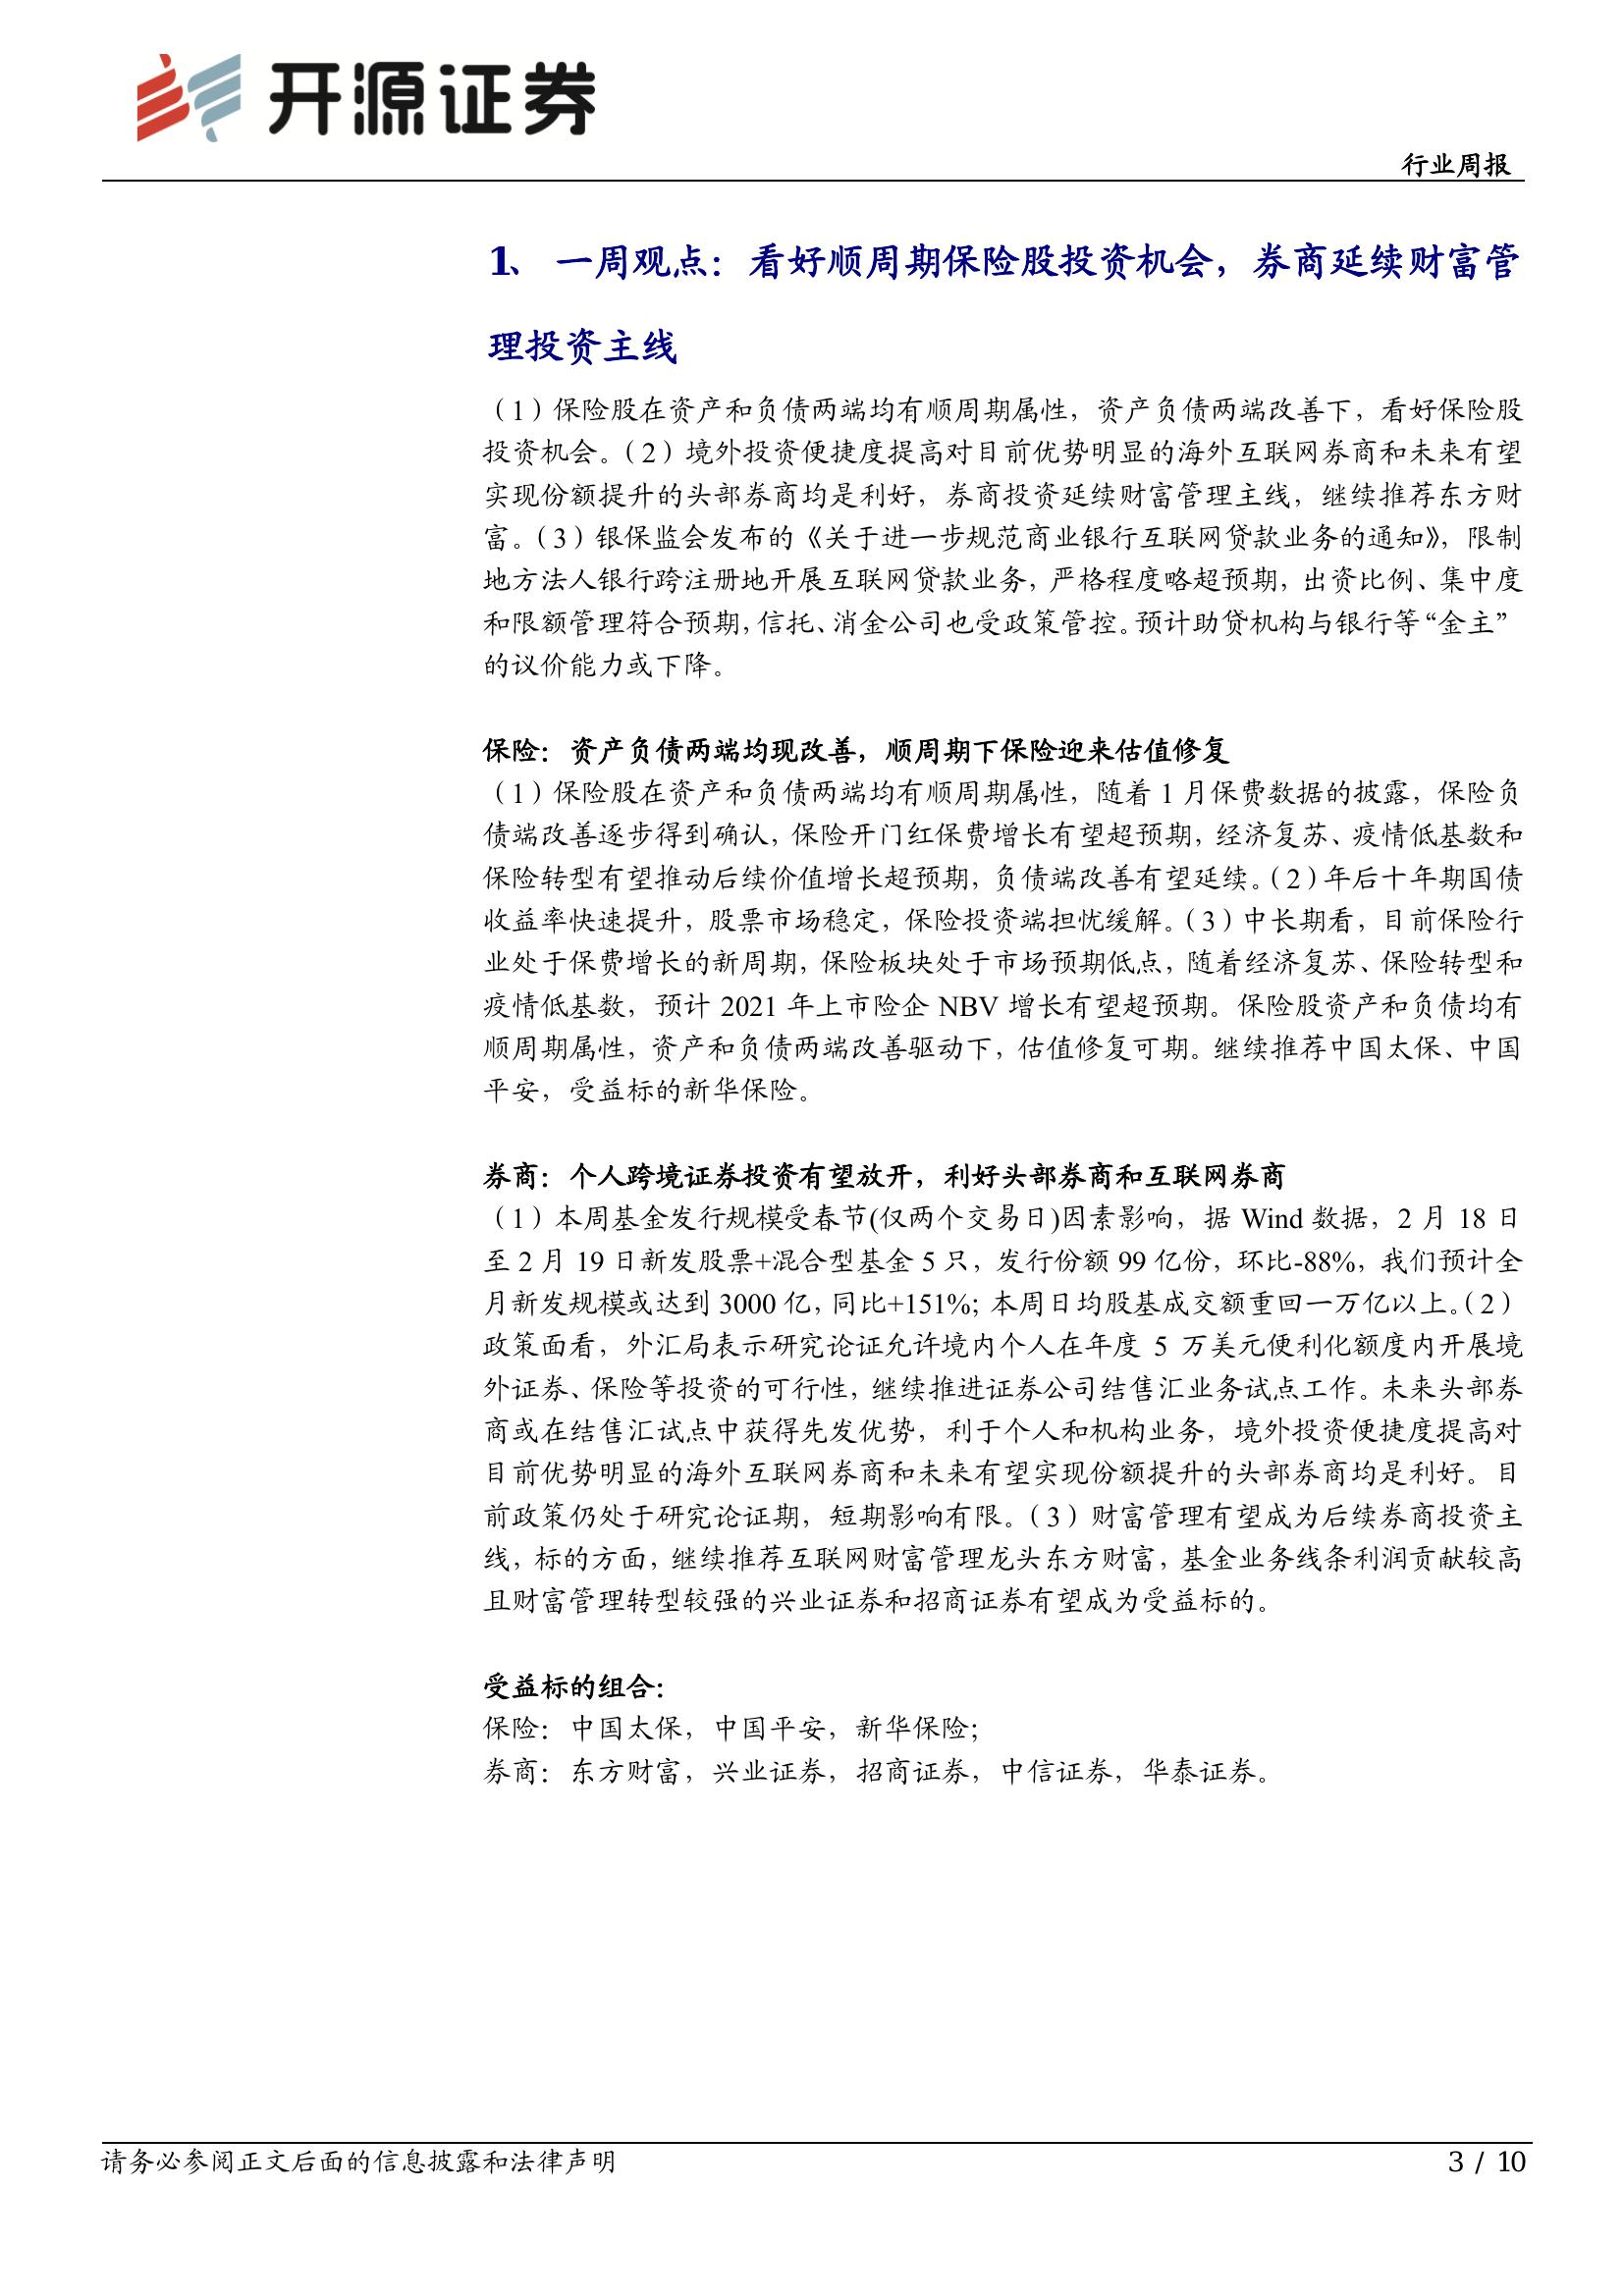 开源证券
行业周报
1、 一周观点：看好顺周期保险股投资机会，券商延续财富管
理投资主线
（1）保险股在资产和负债两端均有顺周期属性，资产负债两端改善下，看好保险股
投资机会。（2）境外投资便捷度提高对目前优势明显的海外互联网券商和未来有望
实现份额提升的头部券商均是利好，券商投资延续财富管理主线，继续推荐东方财
富。（3）银保监会发布的《关于进一步规范商业银行互联网贷款业务的通知》，限制
地方法人银行跨注册地开展互联网贷款业务，严格程度略超预期，出资比例、集中度
和限额管理符合预期，信托、消金公司也受政策管控。预计助贷机构与银行等“金主”
的议价能力或下降。
保险：资产负债两端均现改善，顺周期下保险迎来估值修复
（1）保险股在资产和负债两端均有顺周期属性，随着 1 月保费数据的披露，保险负
债端改善逐步得到确认，保险开门红保费增长有望超预期，经济复苏、疫情低基数和
保险转型有望推动后续价值增长超预期，负债端改善有望延续。（2）年后十年期国债
收益率快速提升，股票市场稳定，保险投资端担忧缓解。（3）中长期看，目前保险行
业处于保费增长的新周期，保险板块处于市场预期低点，随着经济复苏、保险转型和
疫情低基数，预计 2021 年上市险企 NBV 增长有望超预期。保险股资产和负债均有
顺周期属性，资产和负债两端改善驱动下，估值修复可期。继续推荐中国太保、中国
平安，受益标的新华保险。
券商：个人跨境证券投资有望放开，利好头部券商和互联网券商
（1）本周基金发行规模受春节(仅两个交易日)因素影响，据 Wind 数据，2 月 18 日
至 2 月 19 日新发股票+混合型基金 5 只，发行份额 99 亿份，环比-88%，我们预计全
月新发规模或达到 3000 亿，同比+151%；本周日均股基成交额重回一万亿以上。（2）
政策面看，外汇局表示研究论证允许境内个人在年度 5 万美元便利化额度内开展境
外证券、保险等投资的可行性，继续推进证券公司结售汇业务试点工作。未来头部券
商或在结售汇试点中获得先发优势，利于个人和机构业务，境外投资便捷度提高对
目前优势明显的海外互联网券商和未来有望实现份额提升的头部券商均是利好。目
前政策仍处于研究论证期，短期影响有限。（3）财富管理有望成为后续券商投资主
线，标的方面，继续推荐互联网财富管理龙头东方财富，基金业务线条利润贡献较高
且财富管理转型较强的兴业证券和招商证券有望成为受益标的。
受益标的组合：
保险：中国太保，中国平安，新华保险；
券商：东方财富，兴业证券，招商证券，中信证券，华泰证券。
请务必参阅正文后面的信息披露和法律声明
3 / 10